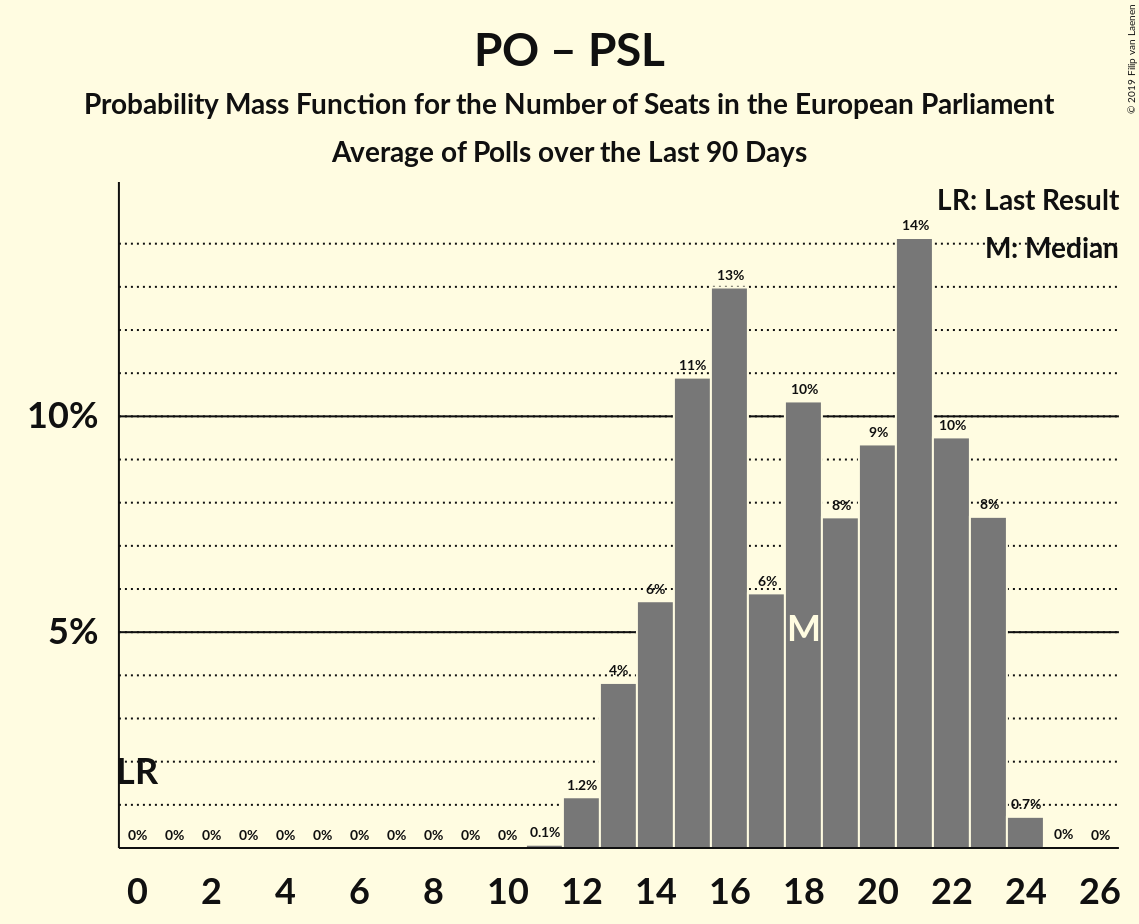 PO – PSL
Probability Mass Function for the Number of Seats in the European Parliament
Average of Polls over the Last 90 Days
© 2019 Filip van Laenen
LR: Last Result
M: Median
10%
5%
LR
M
0% 0% 0% 0% 0% 0% 0% 0% 0% 0% 0% 0.1% 1.2% 4% 6% 11% 13% 6% 10% 8% 9% 14% 10% 8% 0.7% 0% 0%
0 2 4 6 8 10 12 14 16 18 20 22 24 26